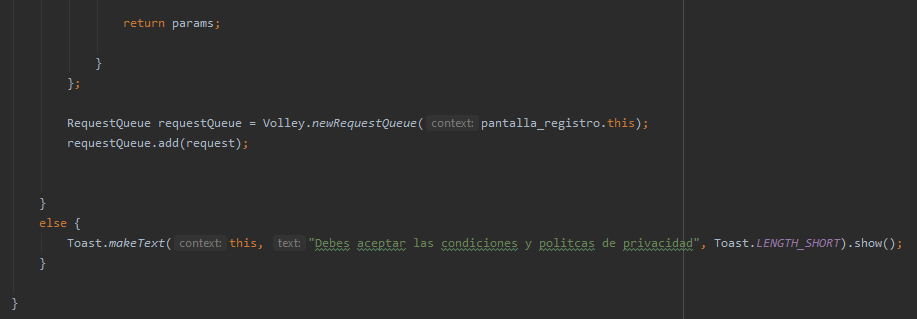 return params;
}
};
RequestQueue requestQueue = Volley.newRequestQueue( context: pantalla_registro.this);
requestQueue.add(request);
}
else {
Toast.makeText( context: this, text: "Debes aceptar las condiciones y politcas de privacidad", Toast.LENGTH_SHORT).show();
}
}